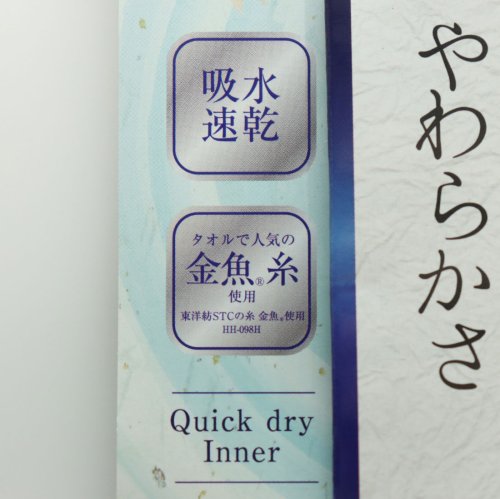 吸水
速乾
タオルで人気の
金魚®糸
使用
東洋紡STCの糸 金魚®使用
HH-098H
Quick dry
Inner
やわらかさ